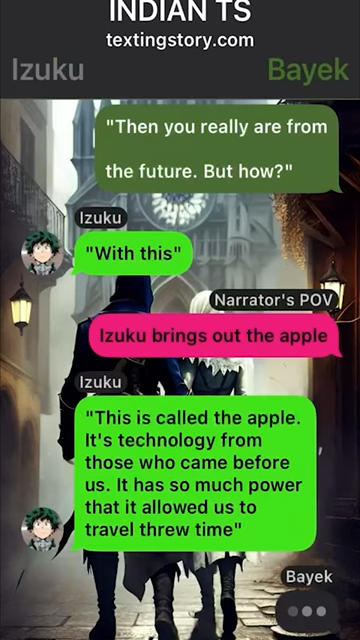 INDIAN TS
textingstory.com
Izuku Bayek
"Then you really are from
the future. But how?"
Izuku
"With this"
Narrator's POV
Izuku brings out the apple
Izuku
"This is called the apple.
It's technology from
those who came before
us. It has so much power
that it allowed us to
travel threw time"
Bayek